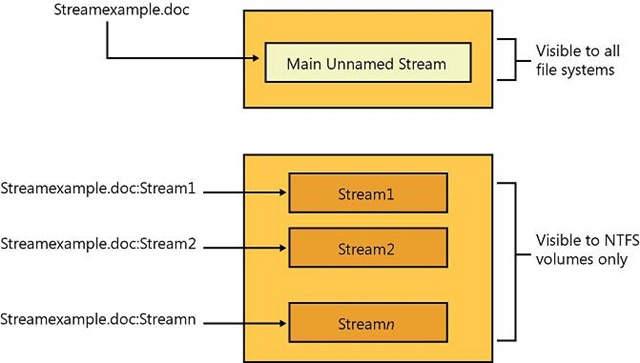 Streamexample.doc
Main Unnamed Stream
Visible to all
file systems
Streamexample.doc:Stream1
Stream1
Streamexample.doc:Stream2
Stream2
Visible to NTFS
volumes only
Streamexample.doc:Streamn
Streamn